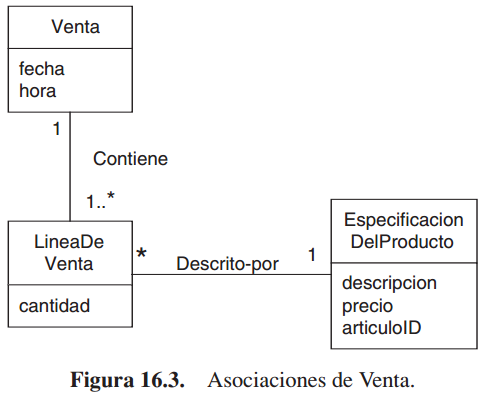 Venta
fecha
hora
1
Contiene
1..*
LineaDe
Venta
cantidad
*
Descrito-por
1
Especificacion
DelProducto
descripcion
precio
articuloID
Figura 16.3. Asociaciones de Venta.